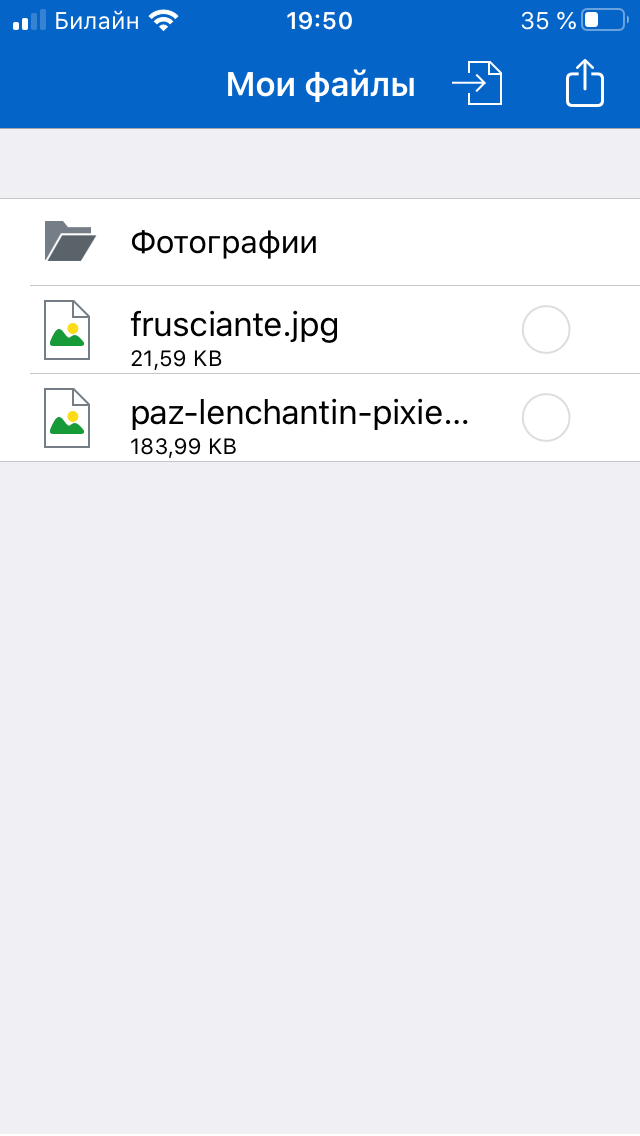 Билайн 19:50 35 %
Мои файлы
Фотографии
frusciante.jpg
21,59 KB
paz-lenchantin-pixie...
183,99 KB